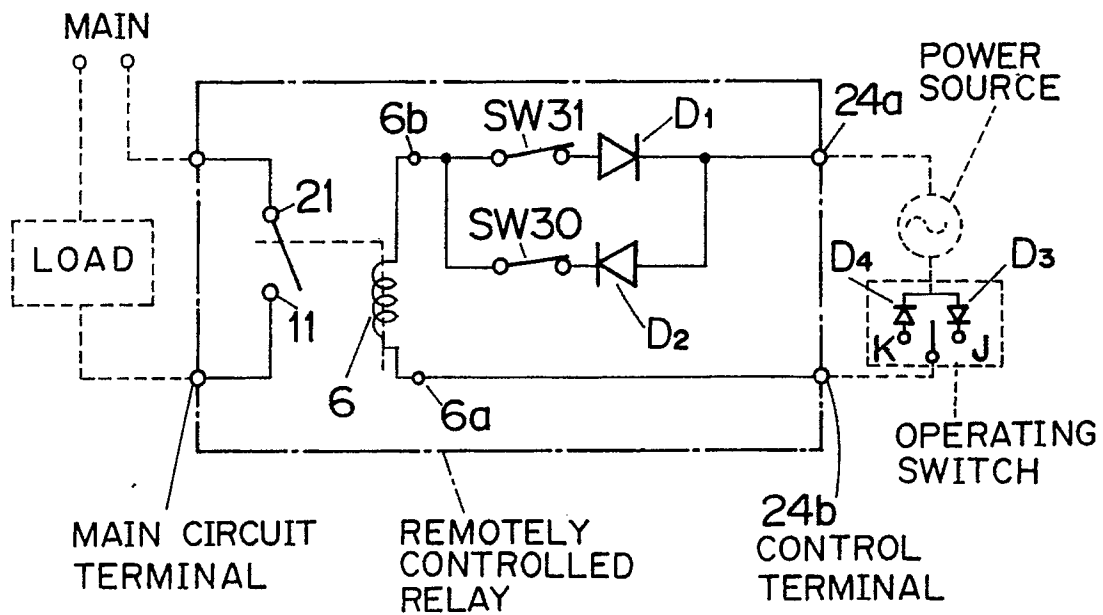 MAIN
POWER
SOURCE
24a
6b
SW31
D1
21
SW30
LOAD
D4
D3
11
D2
K
J
6
6a
OPERATING
SWITCH
24b
MAIN CIRCUIT
TERMINAL
REMOTELY
CONTROLLED
RELAY
CONTROL
TERMINAL